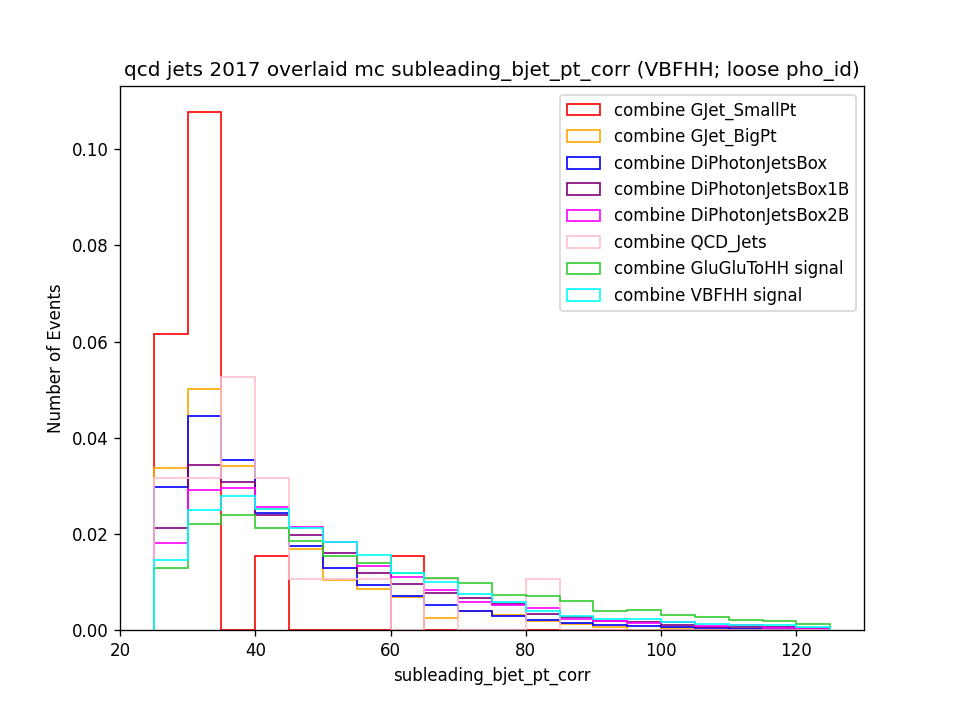 qcd jets 2017 overlaid mc subleading_bjet_pt_corr (VBFHH; loose pho_id)
combine GJet_SmallPt
combine GJet_BigPt
combine DiPhotonJetsBox
combine DiPhotonJetsBox1B
combine DiPhotonJetsBox2B
combine QCD_Jets
combine GluGluToHH signal
combine VBFHH signal
Number of Events
0.10
0.08
0.06
0.04
0.02
0.00
20 40 60 80 100 120
subleading_bjet_pt_corr